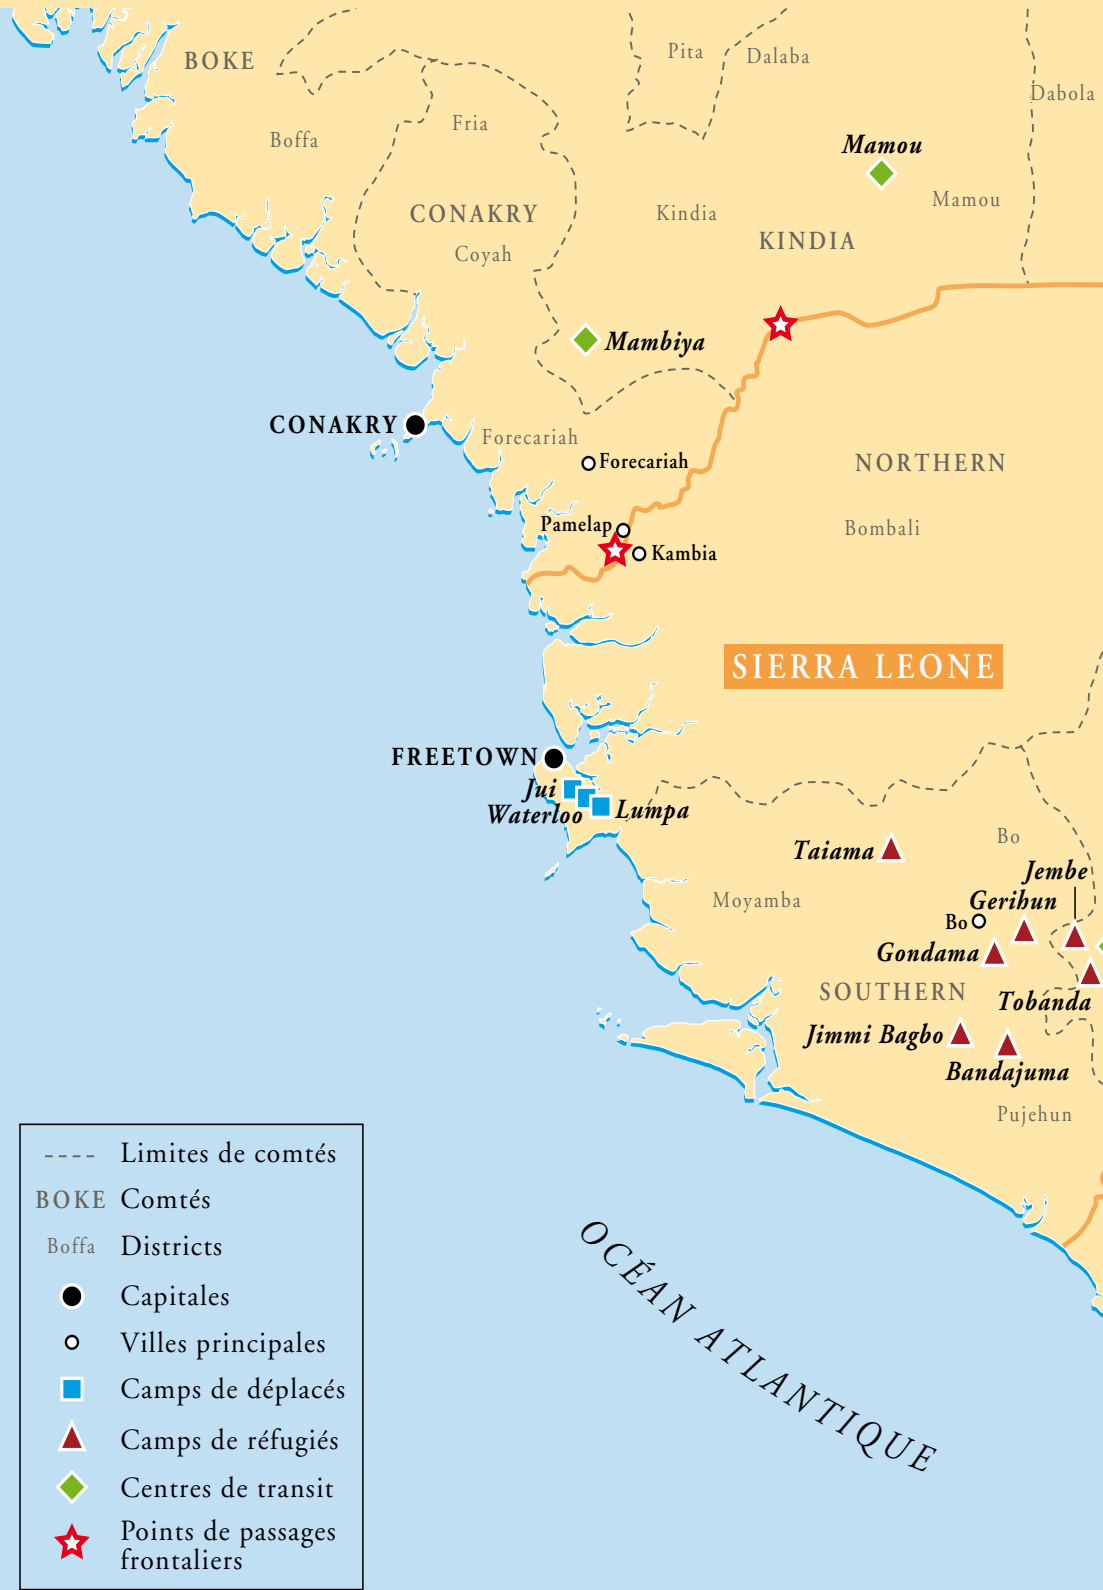 Pita
Dalaba
BOKE
Dabola
Fria
Boffa
Mamou
Mamou
CONAKRY
Kindia
KINDIA
Coyah
Mambiya
CONAKRY
Forecariah
Forecariah
NORTHERN
Pamelap
Bombali
Kambia
SIERRA LEONE
FREETOWN
Jui
Waterloo
Lumpa
Taiama
Bo
Jembe
Moyamba
Gerihun
Bo
Gondama
SOUTHERN
Tobanda
Jimmi Bagbo
Bandajuma
Pujehun
OCÉAN ATLANTIQUE
Limites de comtés
BOKE Comtés
Boffa Districts
Capitales
Villes principales
Camps de déplacés
Camps de réfugiés
Centres de transit
Points de passages
frontaliers